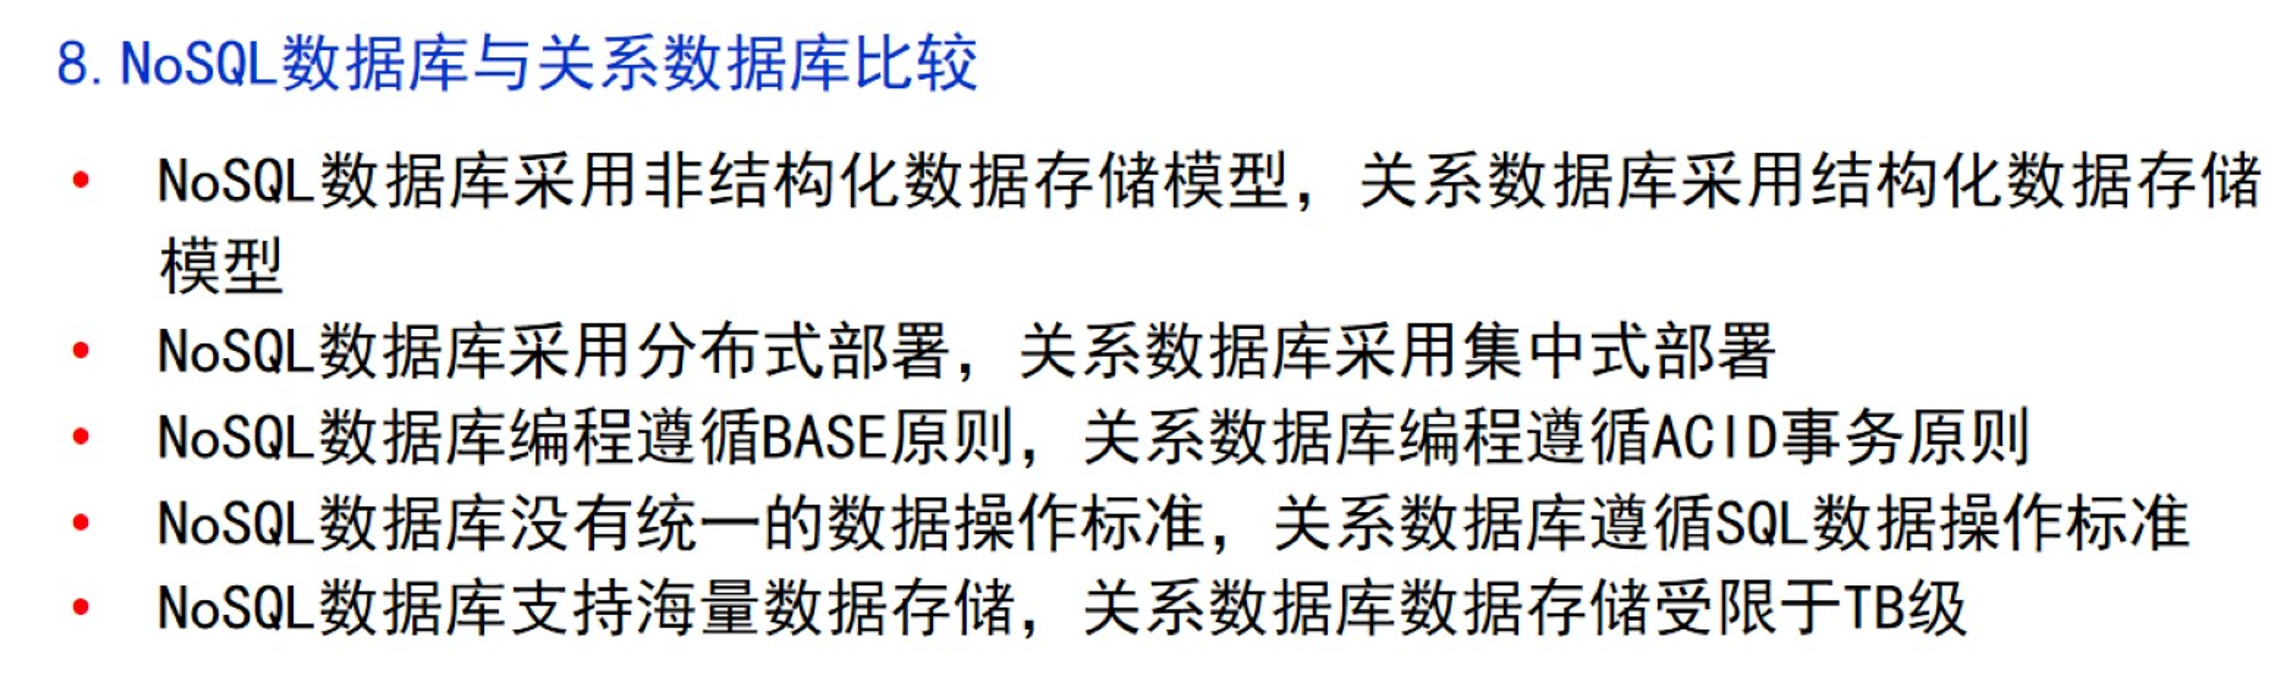 8. NoSQL数据库与关系数据库比较
• NoSQL数据库采用非结构化数据存储模型，关系数据库采用结构化数据存储
模型
• NoSQL数据库采用分布式部署，关系数据库采用集中式部署
• NoSQL数据库编程遵循BASE原则，关系数据库编程遵循ACID事务原则
• NoSQL数据库没有统一的数据操作标准，关系数据库遵循SQL数据操作标准
• NoSQL数据库支持海量数据存储，关系数据库数据存储受限于TB级